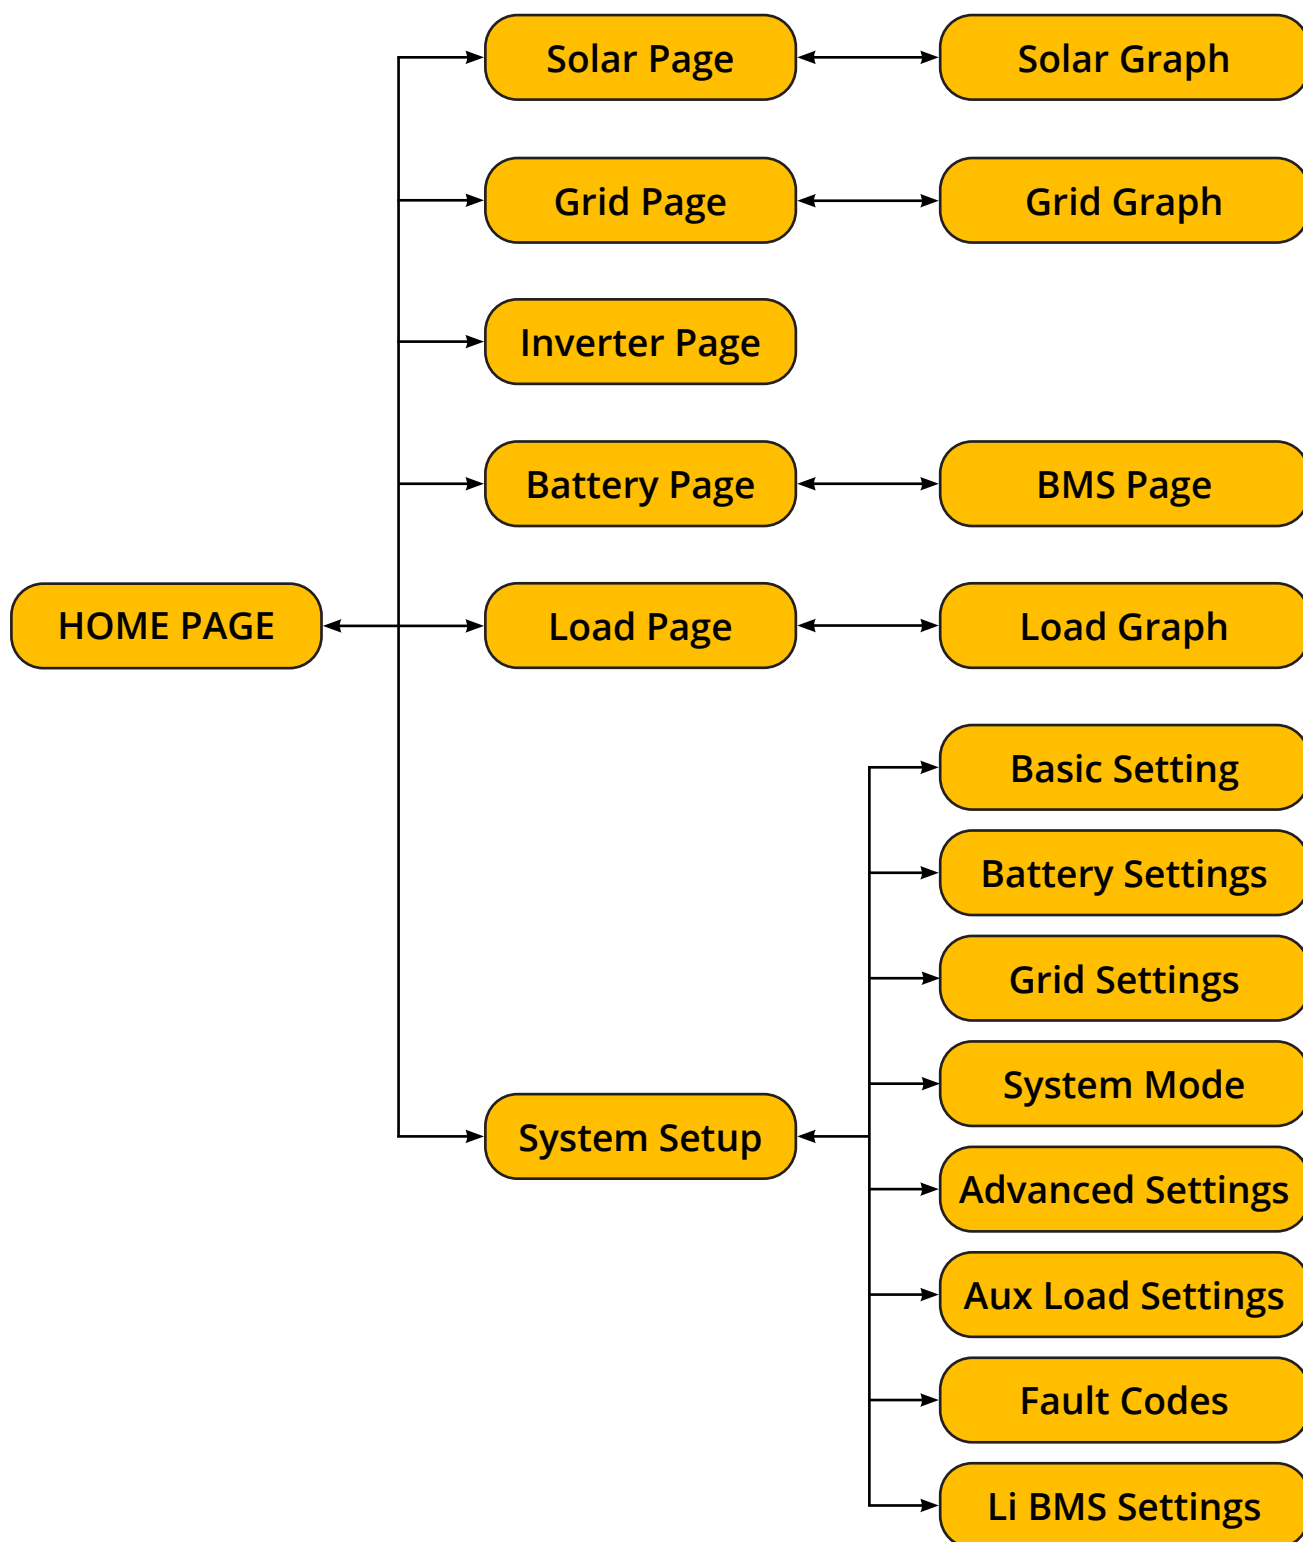 Solar Page
Solar Graph
Grid Page
Grid Graph
Inverter Page
Battery Page
BMS Page
HOME PAGE
Load Page
Load Graph
Basic Setting
Battery Settings
Grid Settings
System Mode
System Setup
Advanced Settings
Aux Load Settings
Fault Codes
Li BMS Settings